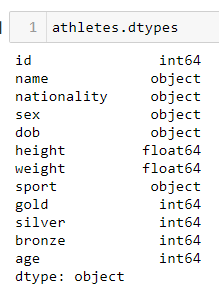 1 athletes.dtypes
id int64
name object
nationality object
sex object
dob object
height float64
weight float64
sport object
gold int64
silver int64
bronze int64
age int64
dtype: object